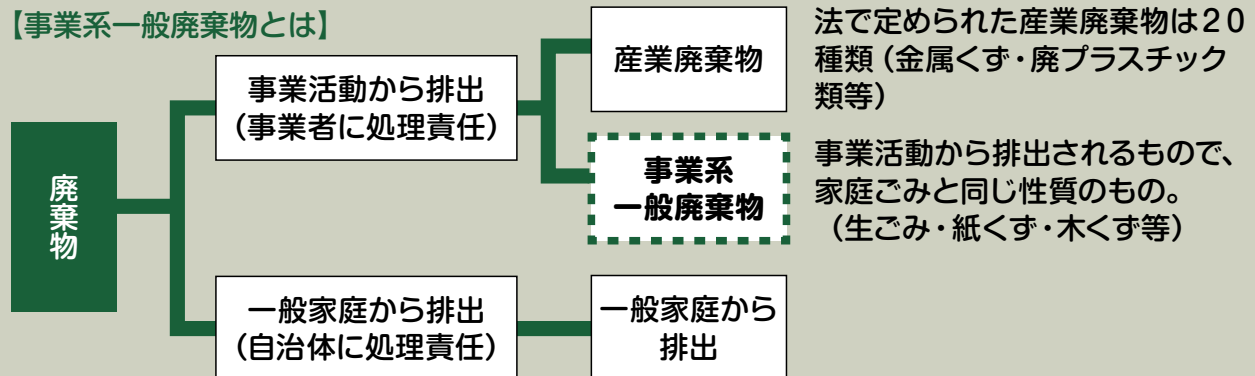 【事業系一般廃棄物とは】
廃棄物
事業活動から排出
(事業者に処理責任)
産業廃棄物
法で定められた産業廃棄物は20
種類(金属くず・廃プラスチック
類等)
事業系
一般廃棄物
事業活動から排出されるもので、
家庭ごみと同じ性質のもの。
(生ごみ・紙くず・木くず等)
一般家庭から排出
(自治体に処理責任)
一般家庭から
排出